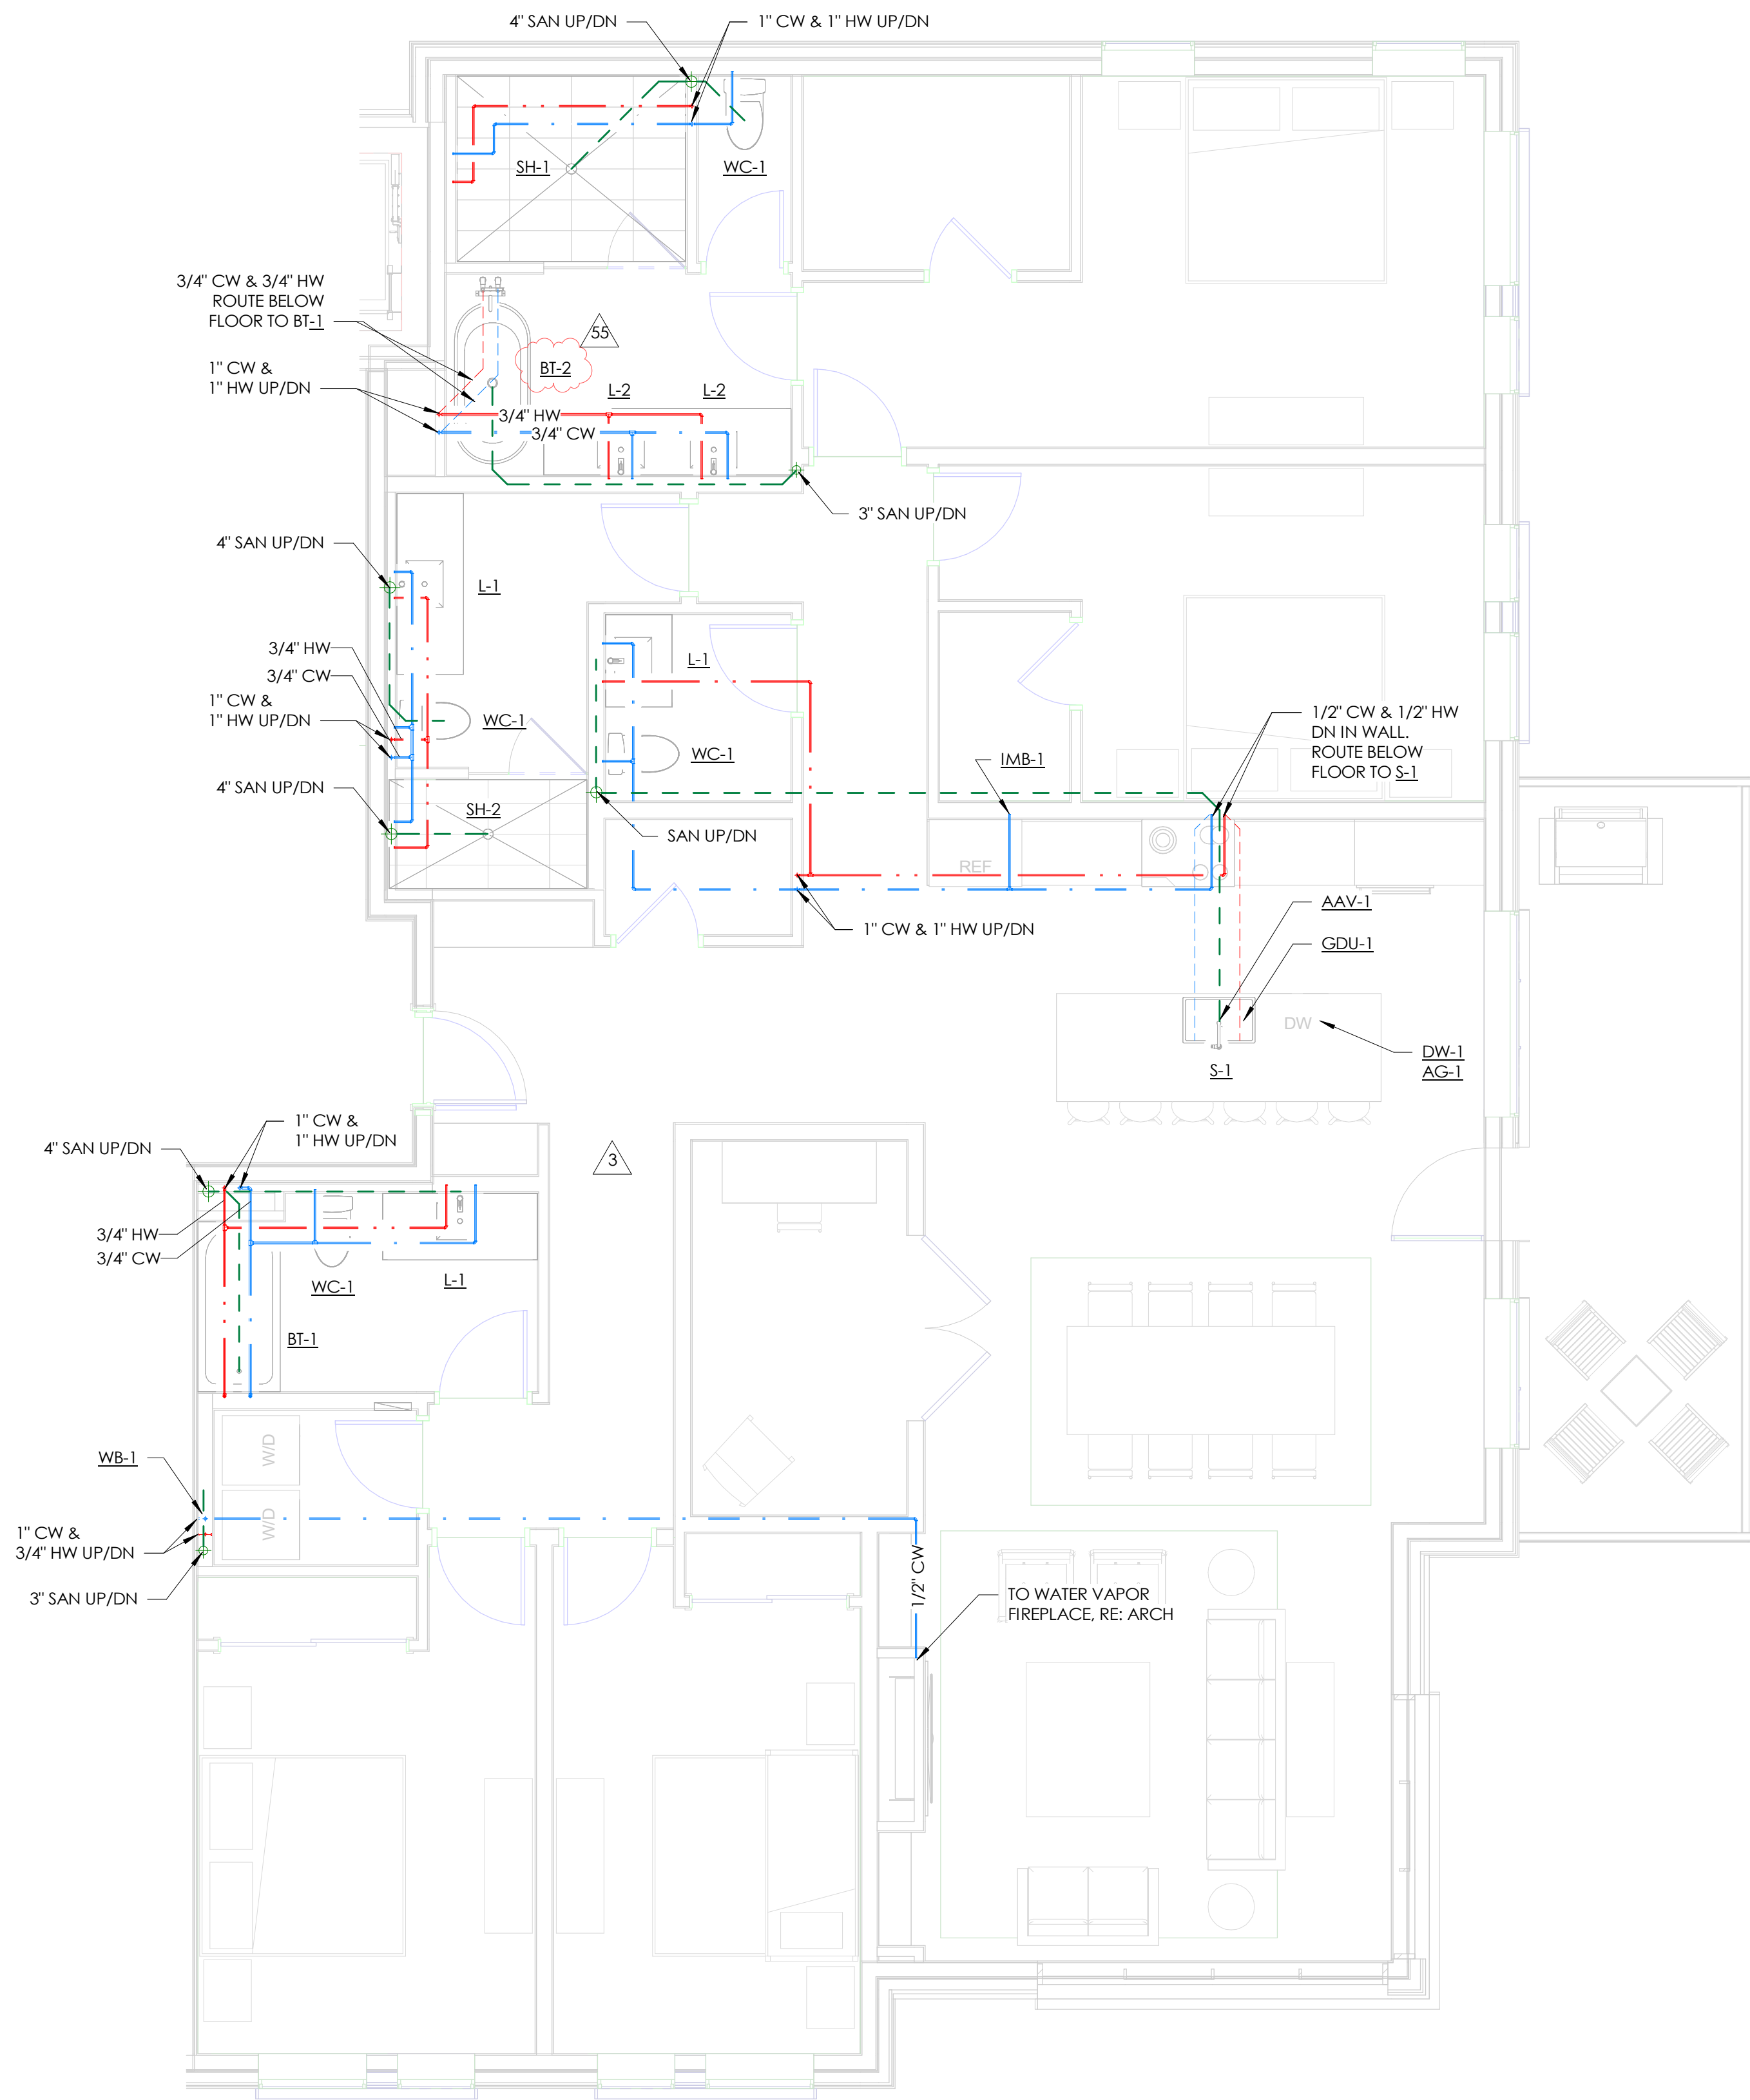 4" SAN UP/DN
1" CW & 1" HW UP/DN
SH-1
WC-1
3/4" CW & 3/4" HW
ROUTE BELOW
FLOOR TO BT-1
55
BT-2
1" CW &
1" HW UP/DN
L-2
L-2
3/4" HW
3/4" CW
3" SAN UP/DN
4" SAN UP/DN
L-1
3/4" HW
3/4" CW
1" CW &
1" HW UP/DN
WC-1
L-1
WC-1
4" SAN UP/DN
SH-2
SAN UP/DN
IMB-1
1/2" CW & 1/2" HW
DN IN WALL.
ROUTE BELOW
FLOOR TO S-1
REF
1" CW & 1" HW UP/DN
AAV-1
GDU-1
DW
S-1
DW-1
AG-1
1" CW &
1" HW UP/DN
4" SAN UP/DN
3
3/4" HW
3/4" CW
WC-1
L-1
BT-1
W/D
W/D
WB-1
1" CW &
3/4" HW UP/DN
3" SAN UP/DN
1/2" CW
TO WATER VAPOR
FIREPLACE, RE: ARCH